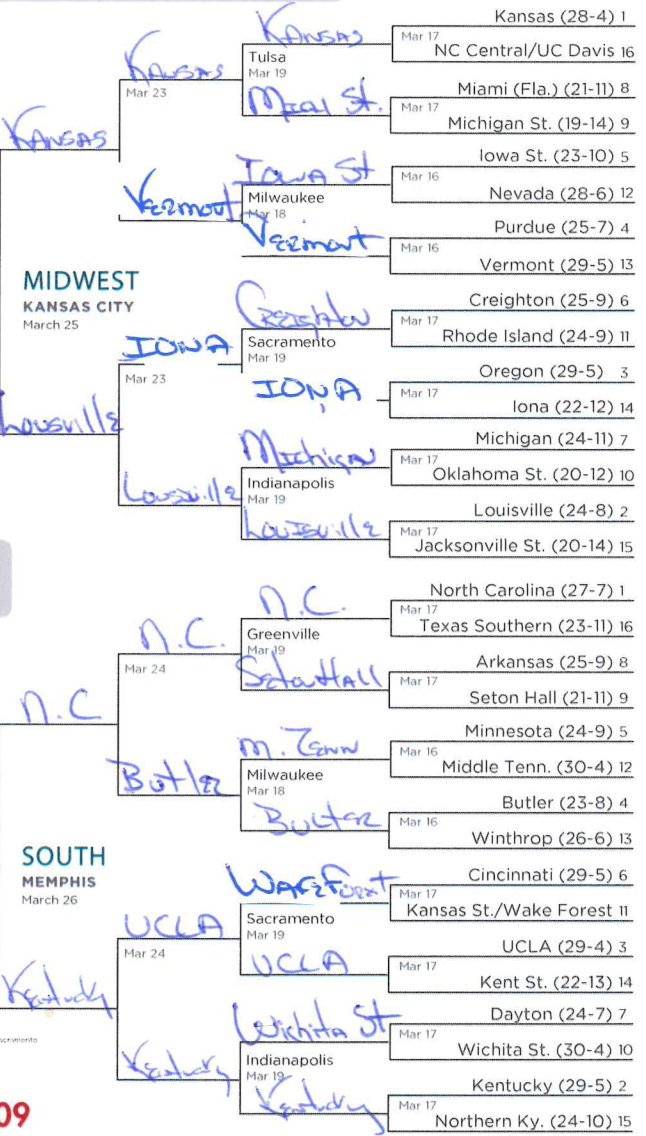 Kansas (28-4) 1
Kansas
Mar 17
NC Central/UC Davis 16
Kansas
Tulsa
Mar 19
Mar 23
Miami (Fla.) (21-11) 8
Mich St.
Mar 17
Michigan St. (19-14) 9
Kansas
Iowa St. (23-10) 5
Iowa St
Mar 16
Nevada (28-6) 12
Vermont
Milwaukee
Mar 18
Purdue (25-7) 4
Vermont
Mar 16
Vermont (29-5) 13
MIDWEST
KANSAS CITY
March 25
Creighton (25-9) 6
Creighton
Mar 17
Rhode Island (24-9) 11
IONA
Sacramento
Mar 19
Mar 23
Oregon (29-5) 3
IONA
Mar 17
Iona (22-12) 14
Lousville
Michigan (24-11) 7
Michigan
Mar 17
Oklahoma St. (20-12) 10
Lousville
Indianapolis
Mar 19
Louisville (24-8) 2
Louisville
Mar 17
Jacksonville St. (20-14) 15
North Carolina (27-7) 1
N.C.
Mar 17
Texas Southern (23-11) 16
N.C.
Greenville
Mar 19
Mar 24
Arkansas (25-9) 8
Seton Hall
Mar 17
Seton Hall (21-11) 9
N.C
Minnesota (24-9) 5
M. Tenn
Mar 16
Middle Tenn. (30-4) 12
Butler
Milwaukee
Mar 18
Butler (23-8) 4
Butler
Mar 16
Winthrop (26-6) 13
SOUTH
MEMPHIS
March 26
Cincinnati (29-5) 6
Wake Forest
Mar 17
Kansas St./Wake Forest 11
UCLA
Sacramento
Mar 19
Mar 24
UCLA (29-4) 3
UCLA
Mar 17
Kent St. (22-13) 14
Kentucky
Dayton (24-7) 7
Wichita St
Mar 17
Wichita St. (30-4) 10
Kentucky
Indianapolis
Mar 19
Kentucky (29-5) 2
Kentucky
Mar 17
Northern Ky. (24-10) 15
09